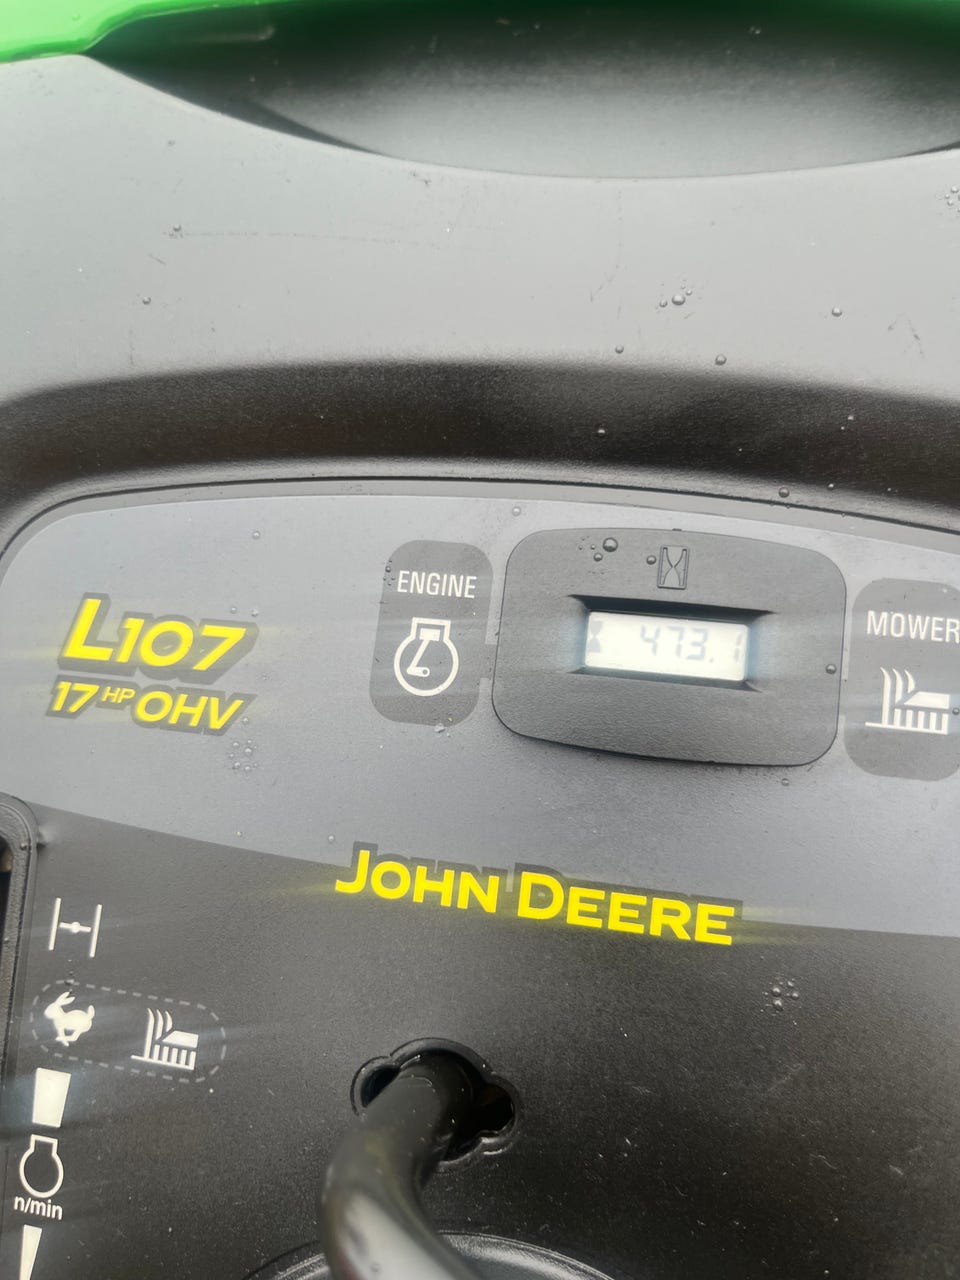 ENGINE
473.1
MOWER
L107
17 HP OHV
JOHN DEERE
n/min